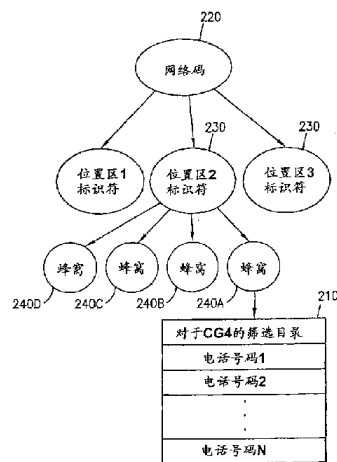 220
网络码
230
230
位置区1
标识符
位置区2
标识符
位置区3
标识符
蜂窝
蜂窝
蜂窝
蜂窝
240D
240C
240B
240A
210
对于CG4的筛选目录
电话号码1
电话号码2
电话号码N